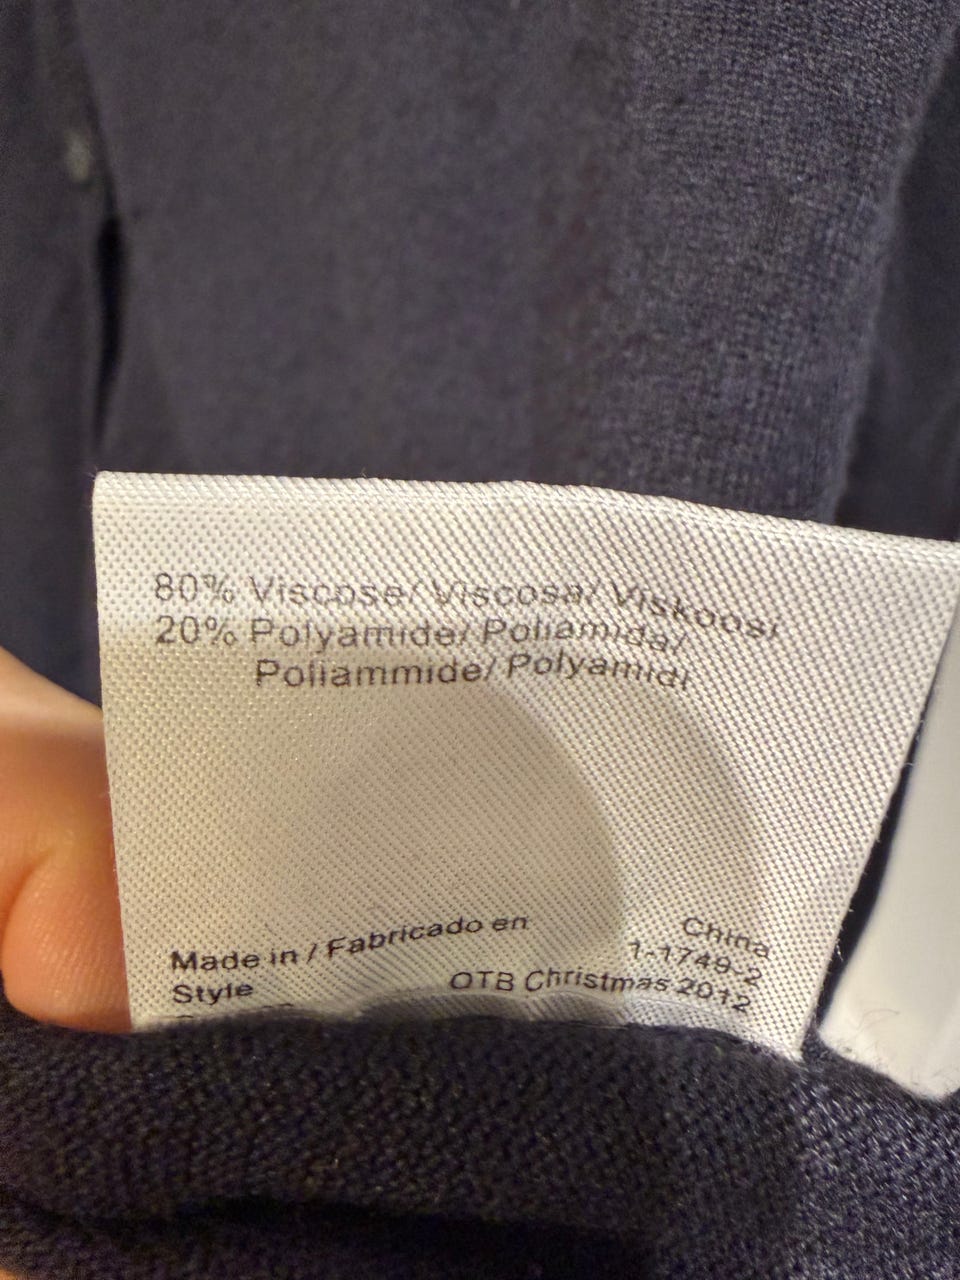 80% Viscose/ Viscosa/ Viskoosi
20% Polyamide/ Poliamida/
Poliammide/ Polyamidi
Made in / Fabricado en China
Style 1-1749-2
OTB Christmas 2012